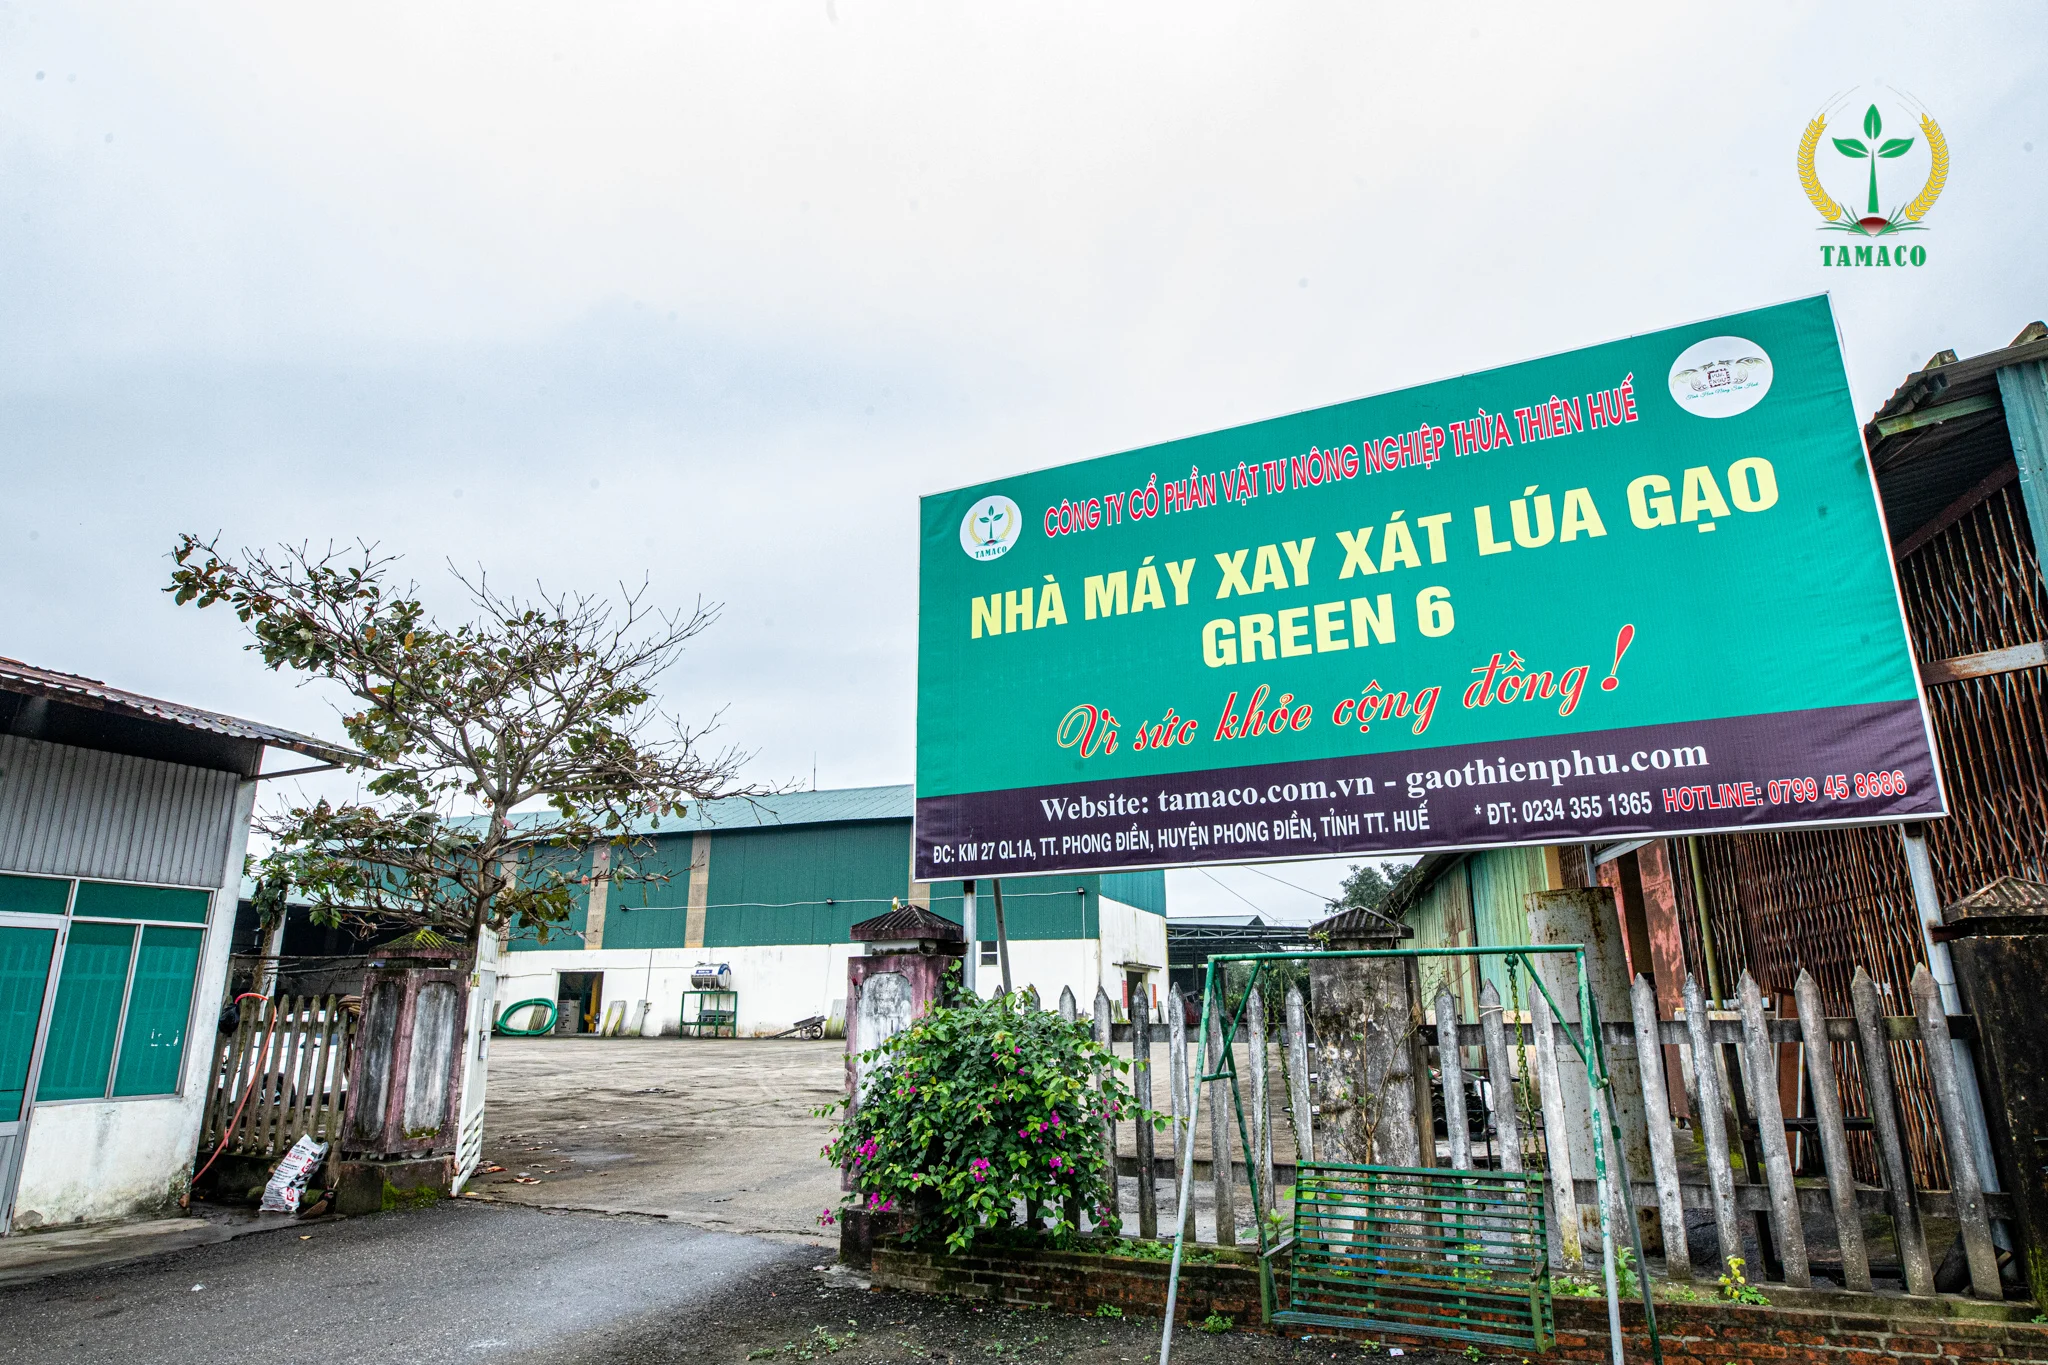 TAMACO
CÔNG TY CỔ PHẦN VẬT TƯ NÔNG NGHIỆP THỪA THIÊN HUẾ
TAMACO
NHÀ MÁY XAY XÁT LÚA GẠO
GREEN 6
Vì sức khỏe cộng đồng!
Website: tamaco.com.vn - gaothienphu.com
ĐC: KM 27 QL1A, TT. PHONG ĐIỀN, HUYỆN PHONG ĐIỀN, TỈNH TT. HUẾ * ĐT: 0234 355 1365 HOTLINE: 0799 45 8686